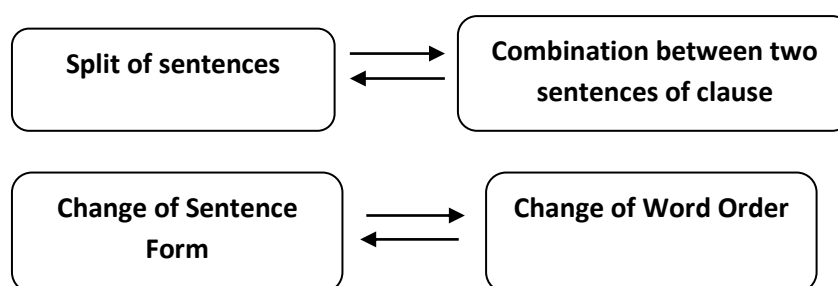 Split of sentences
Combination between two
sentences of clause
Change of Sentence
Form
Change of Word Order